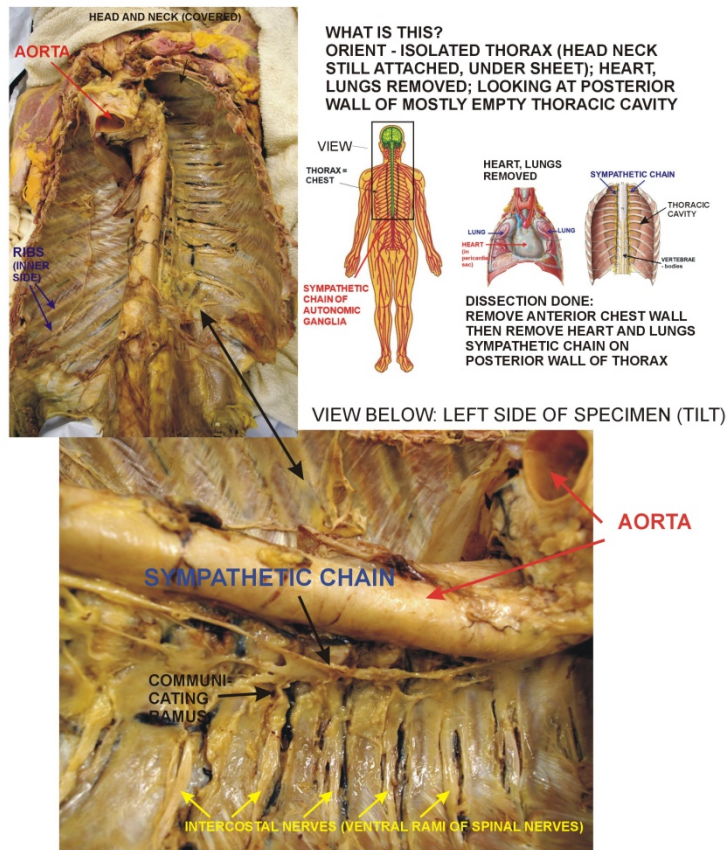 HEAD AND NECK (COVERED)
AORTA
RIBS
(INNER
SIDE)
WHAT IS THIS?
ORIENT - ISOLATED THORAX (HEAD NECK
STILL ATTACHED, UNDER SHEET); HEART,
LUNGS REMOVED; LOOKING AT POSTERIOR
WALL OF MOSTLY EMPTY THORACIC CAVITY
VIEW
THORAX =
CHEST
SYMPATHETIC
CHAIN OF
AUTONOMIC
GANGLIA
HEART, LUNGS
REMOVED
LUNG
LUNG
HEART
(in
pericardial
sac)
SYMPATHETIC CHAIN
THORACIC
CAVITY
VERTEBRAE
- bodies
DISSECTION DONE:
REMOVE ANTERIOR CHEST WALL
THEN REMOVE HEART AND LUNGS
SYMPATHETIC CHAIN ON
POSTERIOR WALL OF THORAX
VIEW BELOW: LEFT SIDE OF SPECIMEN (TILT)
AORTA
SYMPATHETIC CHAIN
COMMUNI-
CATING
RAMUS
INTERCOSTAL NERVES (VENTRAL RAMI OF SPINAL NERVES)